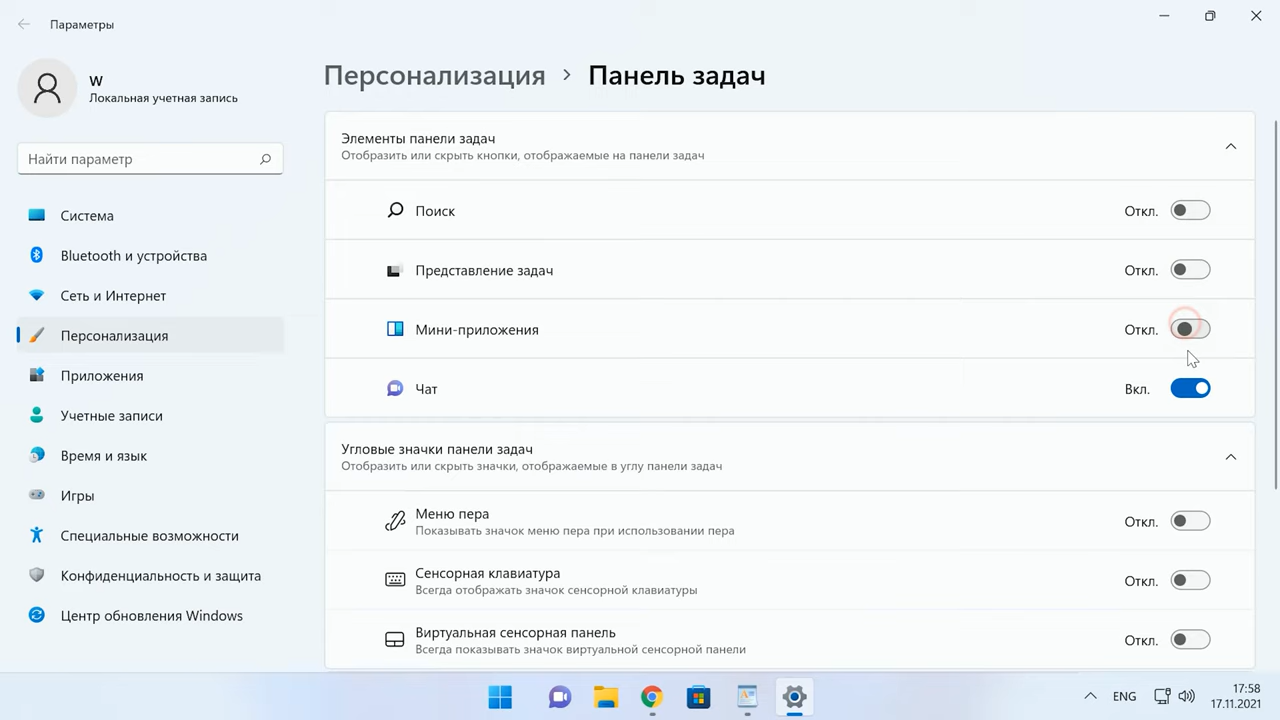 Параметры
W
Локальная учетная запись
Найти параметр
Система
Bluetooth и устройства
Сеть и Интернет
Персонализация
Приложения
Учетные записи
Время и язык
Игры
Специальные возможности
Конфиденциальность и защита
Центр обновления Windows
Персонализация > Панель задач
Элементы панели задач
Отобразить или скрыть кнопки, отображаемые на панели задач
Поиск Откл.
Представление задач Откл.
Мини-приложения Откл.
Чат Вкл.
Угловые значки панели задач
Отобразить или скрыть значки, отображаемые в углу панели задач
Меню пера Откл.
Показывать значок меню пера при использовании пера
Сенсорная клавиатура Откл.
Всегда отображать значок сенсорной клавиатуры
Виртуальная сенсорная панель Откл.
Всегда показывать значок виртуальной сенсорной панели
ENG
17:58
17.11.2021